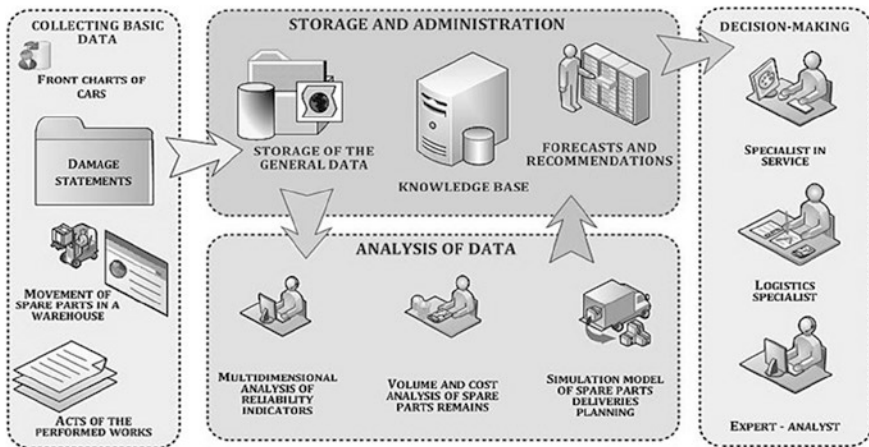 COLLECTING BASIC
DATA
FRONT CHARTS OF
CARS
DAMAGE
STATEMENTS
MOVEMENT OF
SPARE PARTS IN A
WAREHOUSE
ACTS OF THE
PERFORMED WORKS
STORAGE AND ADMINISTRATION
STORAGE OF THE
GENERAL DATA
KNOWLEDGE BASE
FORECASTS AND
RECOMMENDATIONS
ANALYSIS OF DATA
MULTIDIMENSIONAL
ANALYSIS OF
RELIABILITY
INDICATORS
VOLUME AND COST
ANALYSIS OF SPARE
PARTS REMAINS
SIMULATION MODEL
OF SPARE PARTS
DELIVERIES
PLANNING
DECISION-MAKING
SPECIALIST IN
SERVICE
LOGISTICS
SPECIALIST
EXPERT - ANALYST